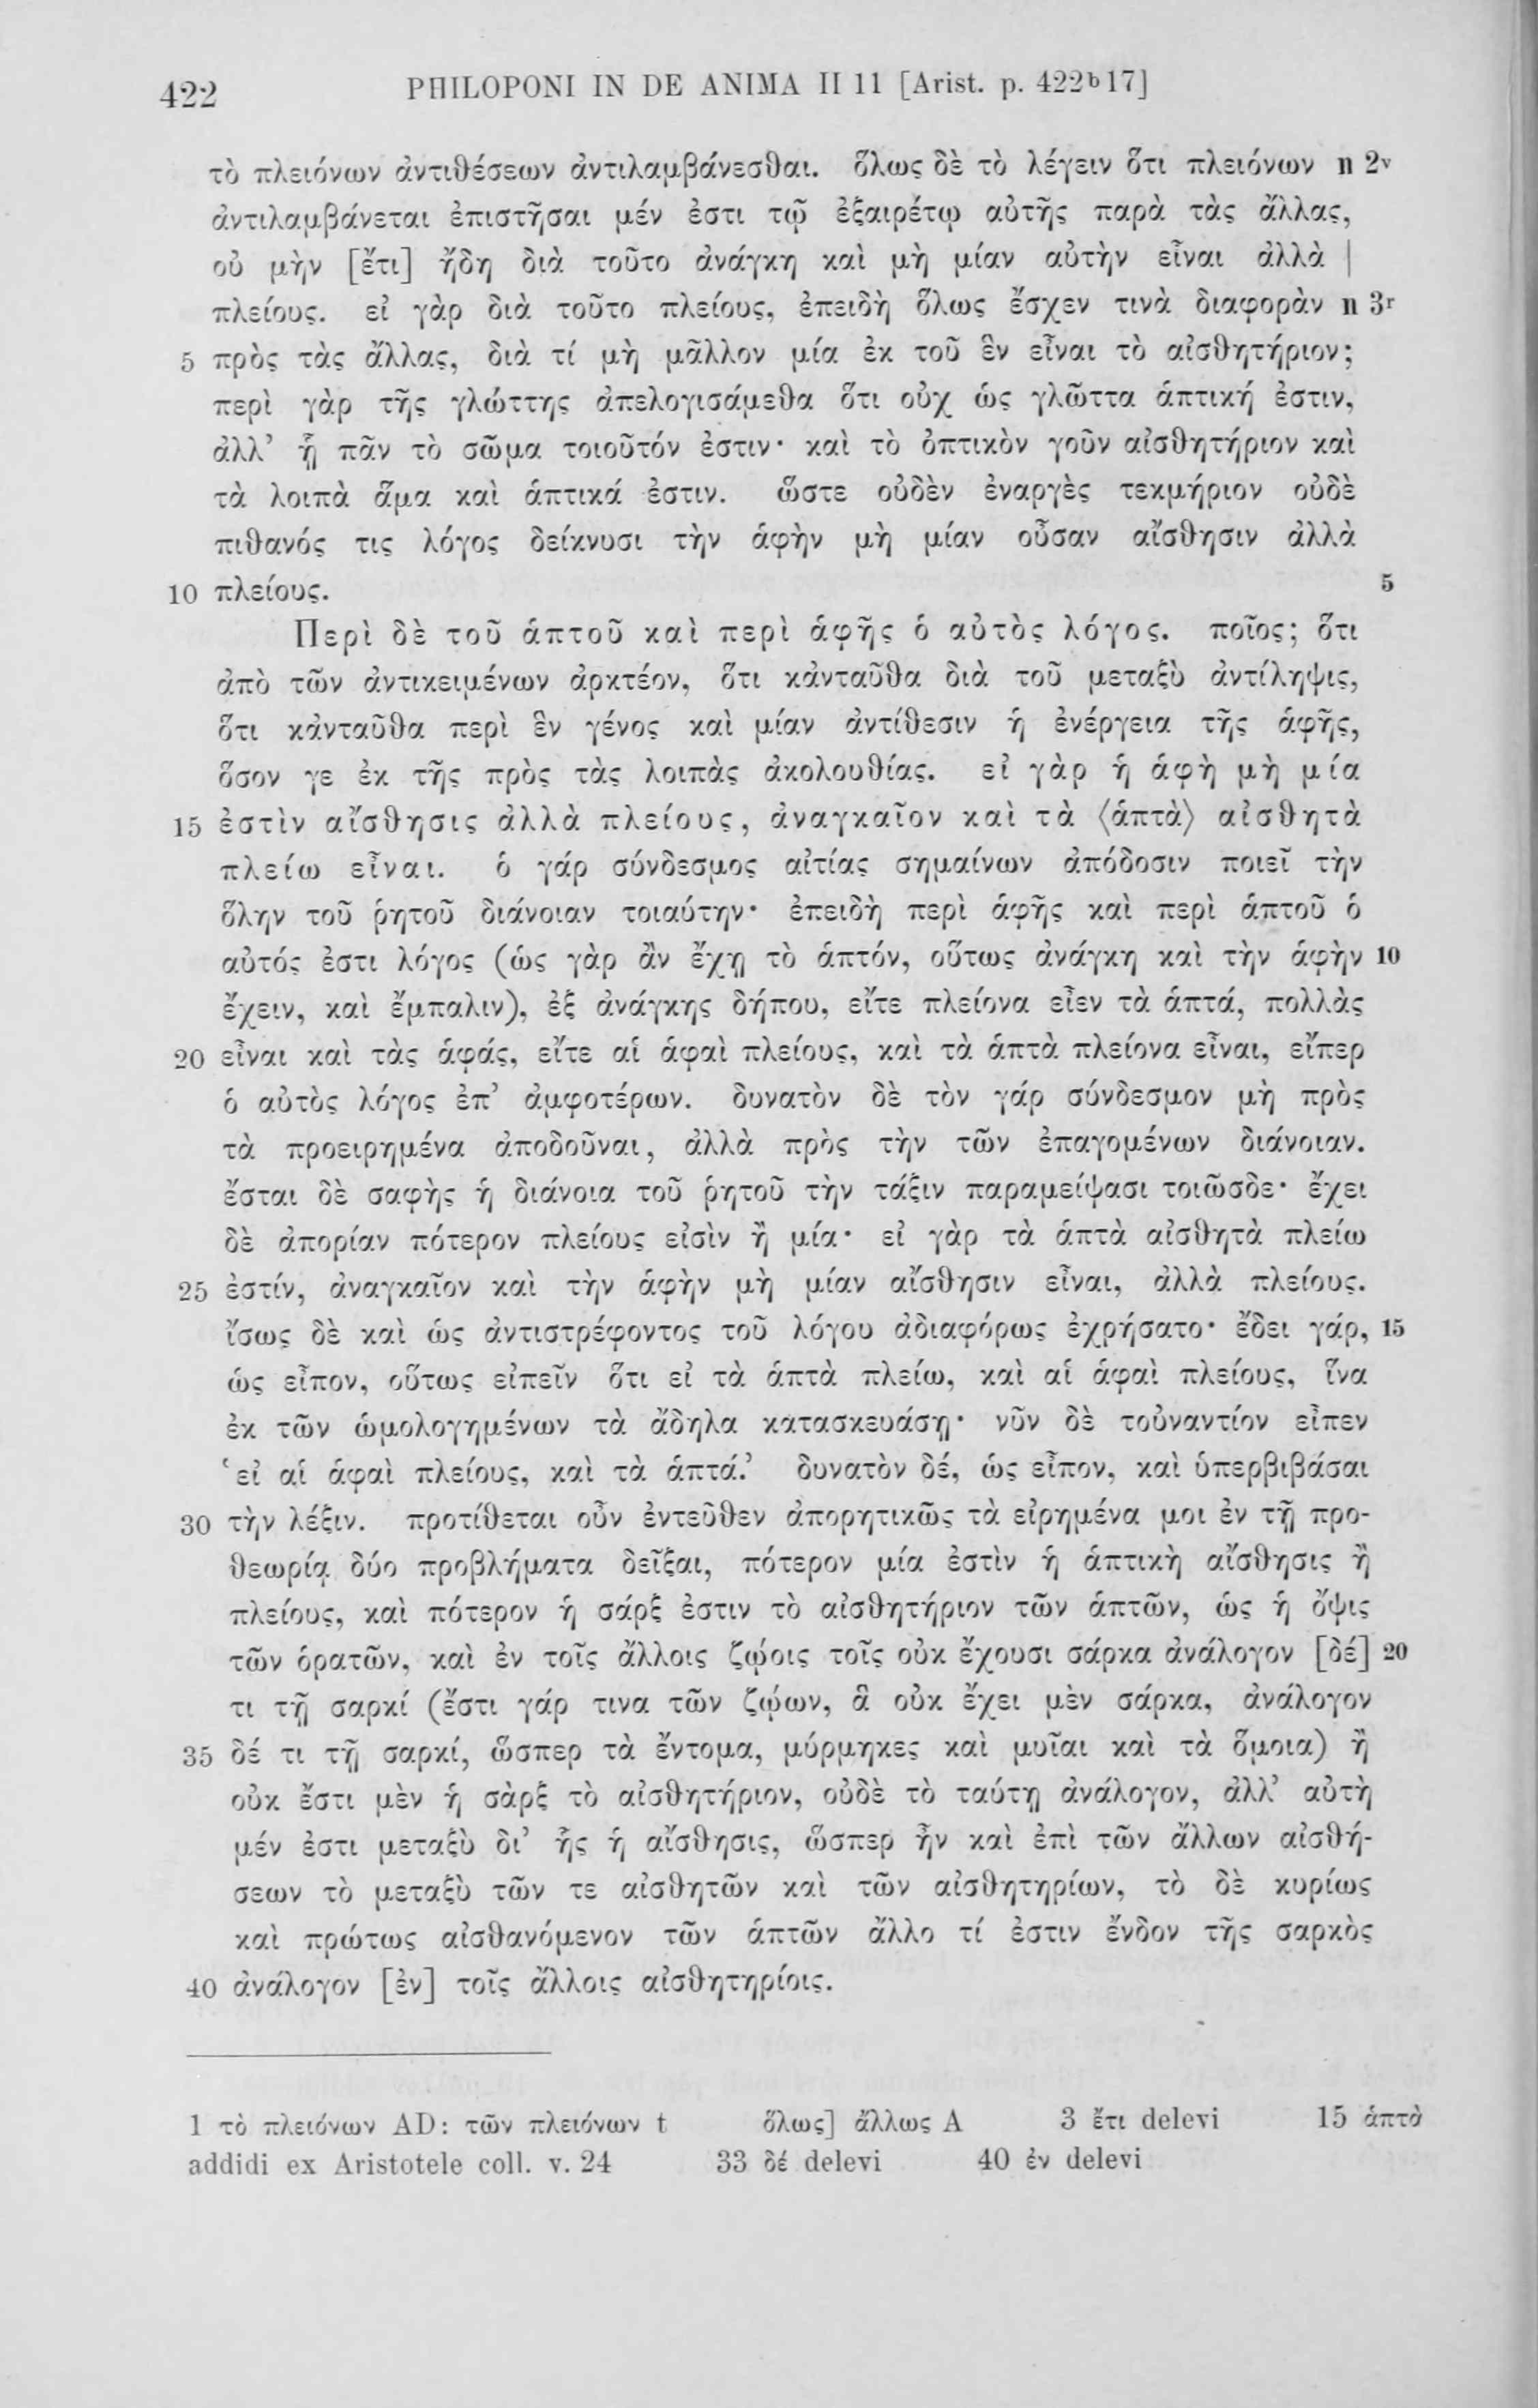 422 PHILOPONI IN DE ANIMA II 11 [Arist. p. 422ᵇ17]
τὸ πλειόνων ἀντιθέσεων ἀντιλαμβάνεσθαι. ὅλως δὲ τὸ λέγειν ὅτι πλειόνων n 2ᵛ
ἀντιλαμβάνεται ἐπιστῆσαι μέν ἐστι τῷ ἐξαιρέτῳ αὐτῆς παρὰ τὰς ἄλλας,
οὐ μὴν [ἔτι] ἤδη διὰ τοῦτο ἀνάγκη καὶ μὴ μίαν αὐτὴν εἶναι ἀλλὰ |
πλείους. εἰ γὰρ διὰ τοῦτο πλείους, ἐπειδὴ ὅλως ἔσχεν τινὰ διαφορὰν n 3ʳ
5 πρὸς τὰς ἄλλας, διὰ τί μὴ μᾶλλον μία ἐκ τοῦ ἓν εἶναι τὸ αἰσθητήριον;
περὶ γὰρ τῆς γλώττης ἀπελογισάμεθα ὅτι οὐχ ὡς γλῶττα ἁπτική ἐστιν,
ἀλλ’ ᾗ πᾶν τὸ σῶμα τοιοῦτόν ἐστιν· καὶ τὸ ὀπτικὸν γοῦν αἰσθητήριον καὶ
τὰ λοιπὰ ἅμα καὶ ἁπτικά ἐστιν. ὥστε οὐδὲν ἐναργὲς τεκμήριον οὐδὲ
πιθανός τις λόγος δείκνυσι τὴν ἁφὴν μὴ μίαν οὖσαν αἴσθησιν ἀλλὰ
10 πλείους. 5
Περὶ δὲ τοῦ ἁπτοῦ καὶ περὶ ἁφῆς ὁ αὐτὸς λόγος. ποῖος; ὅτι
ἀπὸ τῶν ἀντικειμένων ἀρκτέον, ὅτι κἀνταῦθα διὰ τοῦ μεταξὺ ἀντίληψις,
ὅτι κἀνταῦθα περὶ ἓν γένος καὶ μίαν ἀντίθεσιν ἡ ἐνέργεια τῆς ἁφῆς,
ὅσον γε ἐκ τῆς πρὸς τὰς λοιπὰς ἀκολουθίας. εἰ γὰρ ἡ ἁφὴ μὴ μία
15 ἐστὶν αἴσθησις ἀλλὰ πλείους, ἀναγκαῖον καὶ τὰ ⟨ἁπτὰ⟩ αἰσθητὰ
πλείω εἶναι. ὁ γάρ σύνδεσμος αἰτίας σημαίνων ἀπόδοσιν ποιεῖ τὴν
ὅλην τοῦ ῥητοῦ διάνοιαν τοιαύτην· ἐπειδὴ περὶ ἁφῆς καὶ περὶ ἁπτοῦ ὁ
αὐτός ἐστι λόγος (ὡς γὰρ ἂν ἔχῃ τὸ ἁπτόν, οὕτως ἀνάγκη καὶ τὴν ἁφὴν 10
ἔχειν, καὶ ἔμπαλιν), ἐξ ἀνάγκης δήπου, εἴτε πλείονα εἶεν τὰ ἁπτά, πολλὰς
20 εἶναι καὶ τὰς ἁφάς, εἴτε αἱ ἁφαὶ πλείους, καὶ τὰ ἁπτὰ πλείονα εἶναι, εἴπερ
ὁ αὐτὸς λόγος ἐπ’ ἀμφοτέρων. δυνατὸν δὲ τὸν γάρ σύνδεσμον μὴ πρὸς
τὰ προειρημένα ἀποδοῦναι, ἀλλὰ πρὸς τὴν τῶν ἐπαγομένων διάνοιαν.
ἔσται δὲ σαφὴς ἡ διάνοια τοῦ ῥητοῦ τὴν τάξιν παραμείψασι τοιῶσδε· ἔχει
δὲ ἀπορίαν πότερον πλείους εἰσὶν ἢ μία· εἰ γὰρ τὰ ἁπτὰ αἰσθητὰ πλείω
25 ἐστίν, ἀναγκαῖον καὶ τὴν ἁφὴν μὴ μίαν αἴσθησιν εἶναι, ἀλλὰ πλείους.
ἴσως δὲ καὶ ὡς ἀντιστρέφοντος τοῦ λόγου ἀδιαφόρως ἐχρήσατο· ἔδει γάρ, 15
ὡς εἶπον, οὕτως εἰπεῖν ὅτι εἰ τὰ ἁπτὰ πλείω, καὶ αἱ ἁφαὶ πλείους, ἵνα
ἐκ τῶν ὡμολογημένων τὰ ἄδηλα κατασκευάσῃ· νῦν δὲ τοὐναντίον εἶπεν
‘εἰ αἱ ἁφαὶ πλείους, καὶ τὰ ἁπτά.’ δυνατὸν δέ, ὡς εἶπον, καὶ ὑπερβιβάσαι
30 τὴν λέξιν. προτίθεται οὖν ἐντεῦθεν ἀπορητικῶς τὰ εἰρημένα μοι ἐν τῇ προ-
θεωρίᾳ δύο προβλήματα δεῖξαι, πότερον μία ἐστὶν ἡ ἁπτικὴ αἴσθησις ἢ
πλείους, καὶ πότερον ἡ σάρξ ἐστιν τὸ αἰσθητήριον τῶν ἁπτῶν, ὡς ἡ ὄψις
τῶν ὁρατῶν, καὶ ἐν τοῖς ἄλλοις ζῴοις τοῖς οὐκ ἔχουσι σάρκα ἀνάλογον [δέ] 20
τι τῇ σαρκί (ἔστι γάρ τινα τῶν ζῴων, ἃ οὐκ ἔχει μὲν σάρκα, ἀνάλογον
35 δέ τι τῇ σαρκί, ὥσπερ τὰ ἔντομα, μύρμηκες καὶ μυῖαι καὶ τὰ ὅμοια) ἢ
οὐκ ἔστι μὲν ἡ σὰρξ τὸ αἰσθητήριον, οὐδὲ τὸ ταύτῃ ἀνάλογον, ἀλλ’ αὐτὴ
μέν ἐστι μεταξὺ δι’ ἧς ἡ αἴσθησις, ὥσπερ ἦν καὶ ἐπὶ τῶν ἄλλων αἰσθή-
σεων τὸ μεταξὺ τῶν τε αἰσθητῶν καὶ τῶν αἰσθητηρίων, τὸ δὲ κυρίως
καὶ πρώτως αἰσθανόμενον τῶν ἁπτῶν ἄλλο τί ἐστιν ἔνδον τῆς σαρκὸς
40 ἀνάλογον [ἐν] τοῖς ἄλλοις αἰσθητηρίοις.
1 τὸ πλειόνων AD: τῶν πλειόνων t ὅλως] ἄλλως A 3 ἔτι delevi 15 ἁπτὰ
addidi ex Aristotele coll. v. 24 33 δέ delevi 40 ἐν delevi